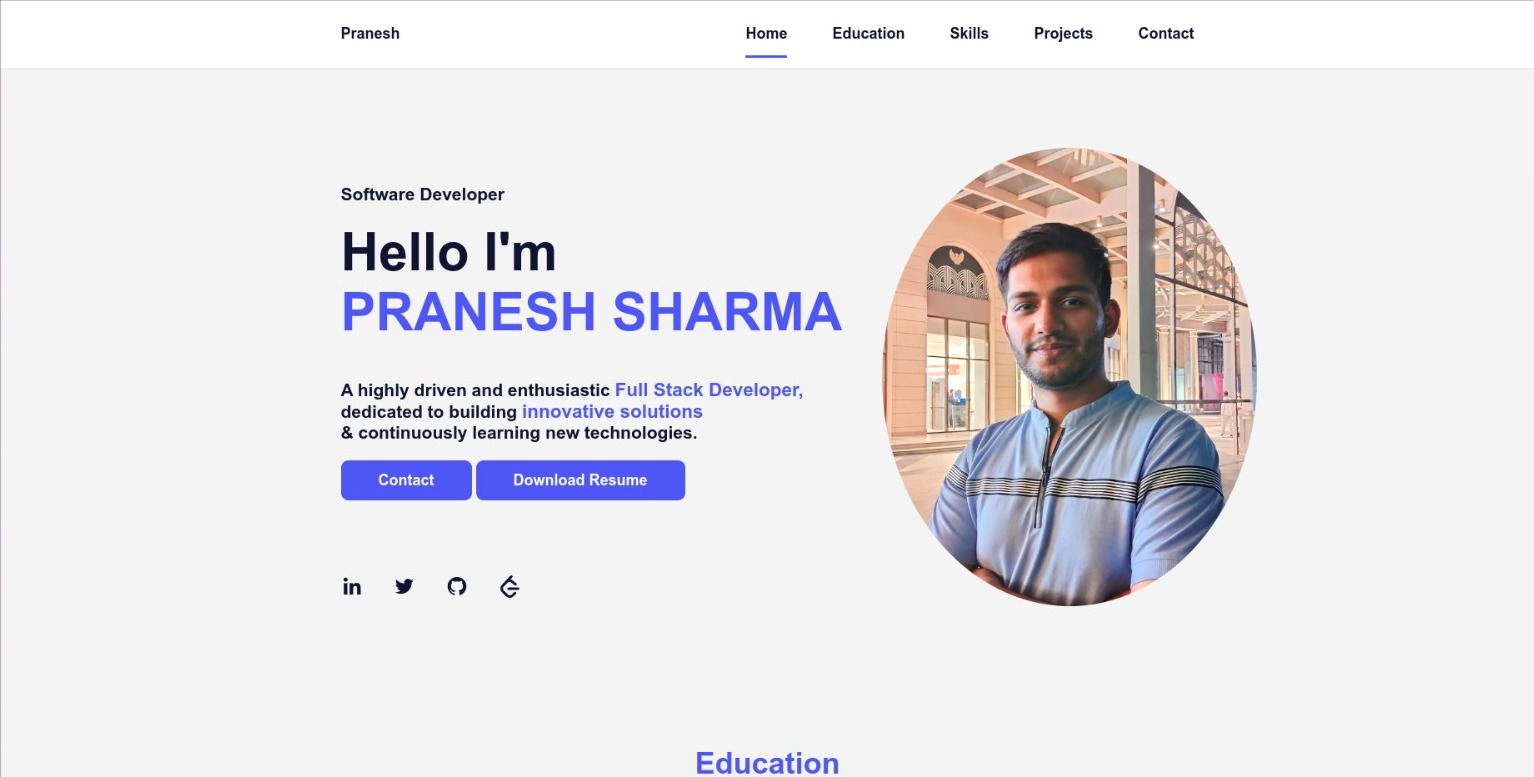 Pranesh
Home Education Skills Projects Contact
Software Developer
Hello I'm
PRANESH SHARMA
A highly driven and enthusiastic Full Stack Developer,
dedicated to building innovative solutions
& continuously learning new technologies.
Contact Download Resume
in
Education